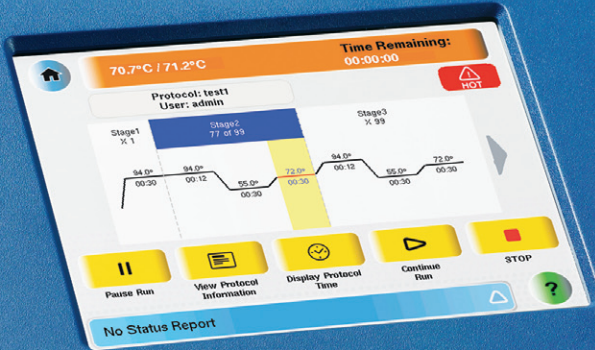 70.7°C / 71.2°C
Time Remaining:
00:00:00
HOT
Protocol: test1
User: admin
Stage1
X 1
Stage2
77 of 99
Stage3
X 99
94.0°
00:30
94.0°
00:12
55.0°
00:30
72.0°
00:30
94.0°
00:12
55.0°
00:30
72.0°
00:30
Pause Run
View Protocol
Information
Display Protocol
Time
Continue
Run
STOP
No Status Report
?